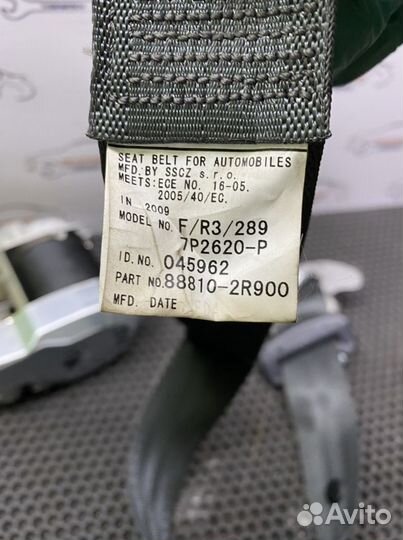 SEAT BELT FOR AUTOMOBILES
MFD.BY SSCZ s.r.o.
MEETS:ECE NO. 16-05.
2005/40/EC.
IN 2009
MODEL NO. F/R3/289
7P2620-P
I D.NO. 045962
PART NO. 88810-2R900
MFD. DATE
Avito